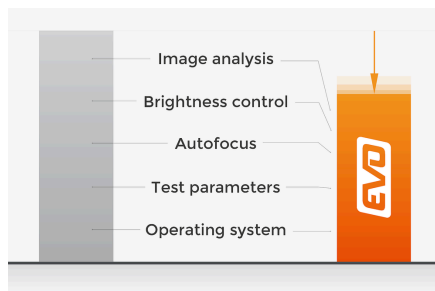 Image analysis
Brightness control
Autofocus
Test parameters
Operating system
EVO